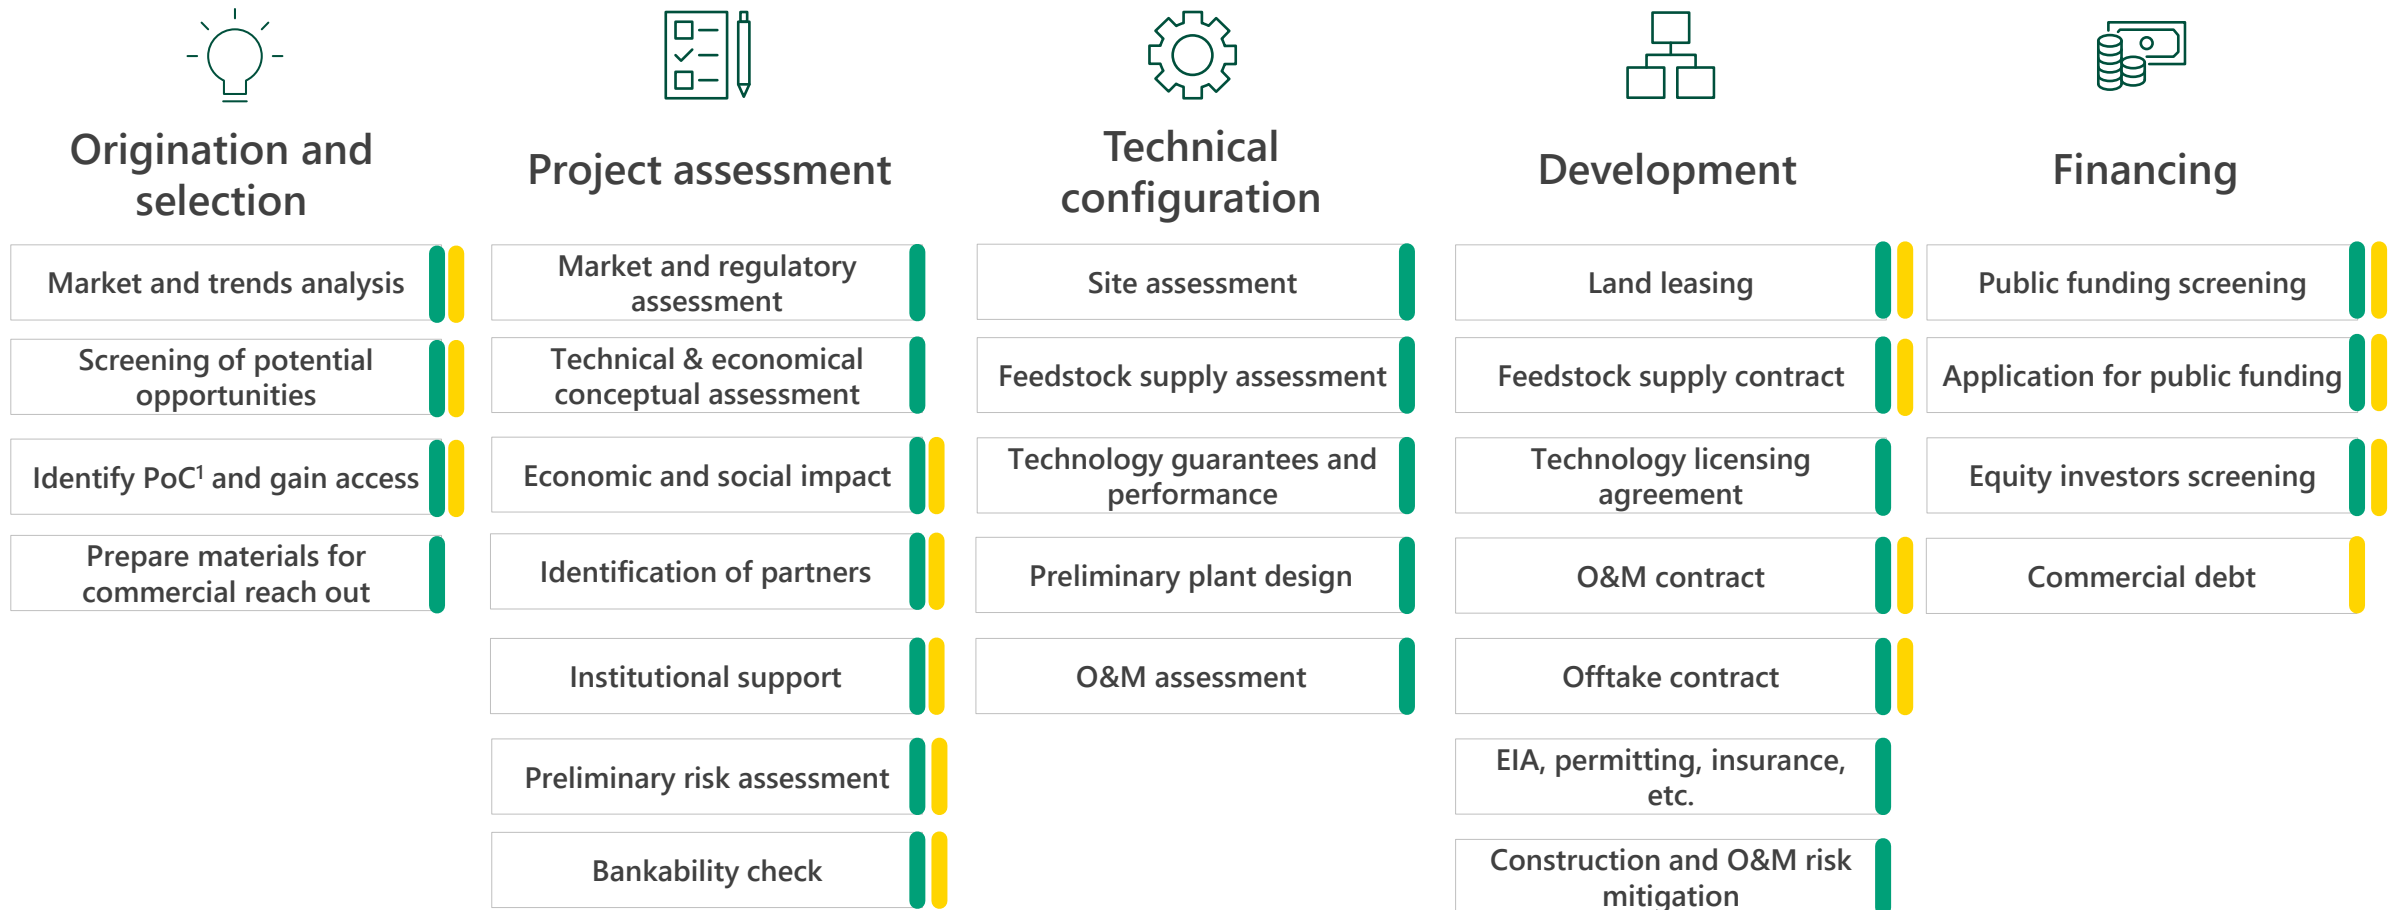 Origination and
selection
Market and trends analysis
Screening of potential
opportunities
Identify PoC¹ and gain access
Prepare materials for
commercial reach out
Project assessment
Market and regulatory
assessment
Technical & economical
conceptual assessment
Economic and social impact
Identification of partners
Institutional support
Preliminary risk assessment
Bankability check
Technical
configuration
Site assessment
Feedstock supply assessment
Technology guarantees and
performance
Preliminary plant design
O&M assessment
Development
Land leasing
Feedstock supply contract
Technology licensing
agreement
O&M contract
Offtake contract
EIA, permitting, insurance,
etc.
Construction and O&M risk
mitigation
Financing
Public funding screening
Application for public funding
Equity investors screening
Commercial debt